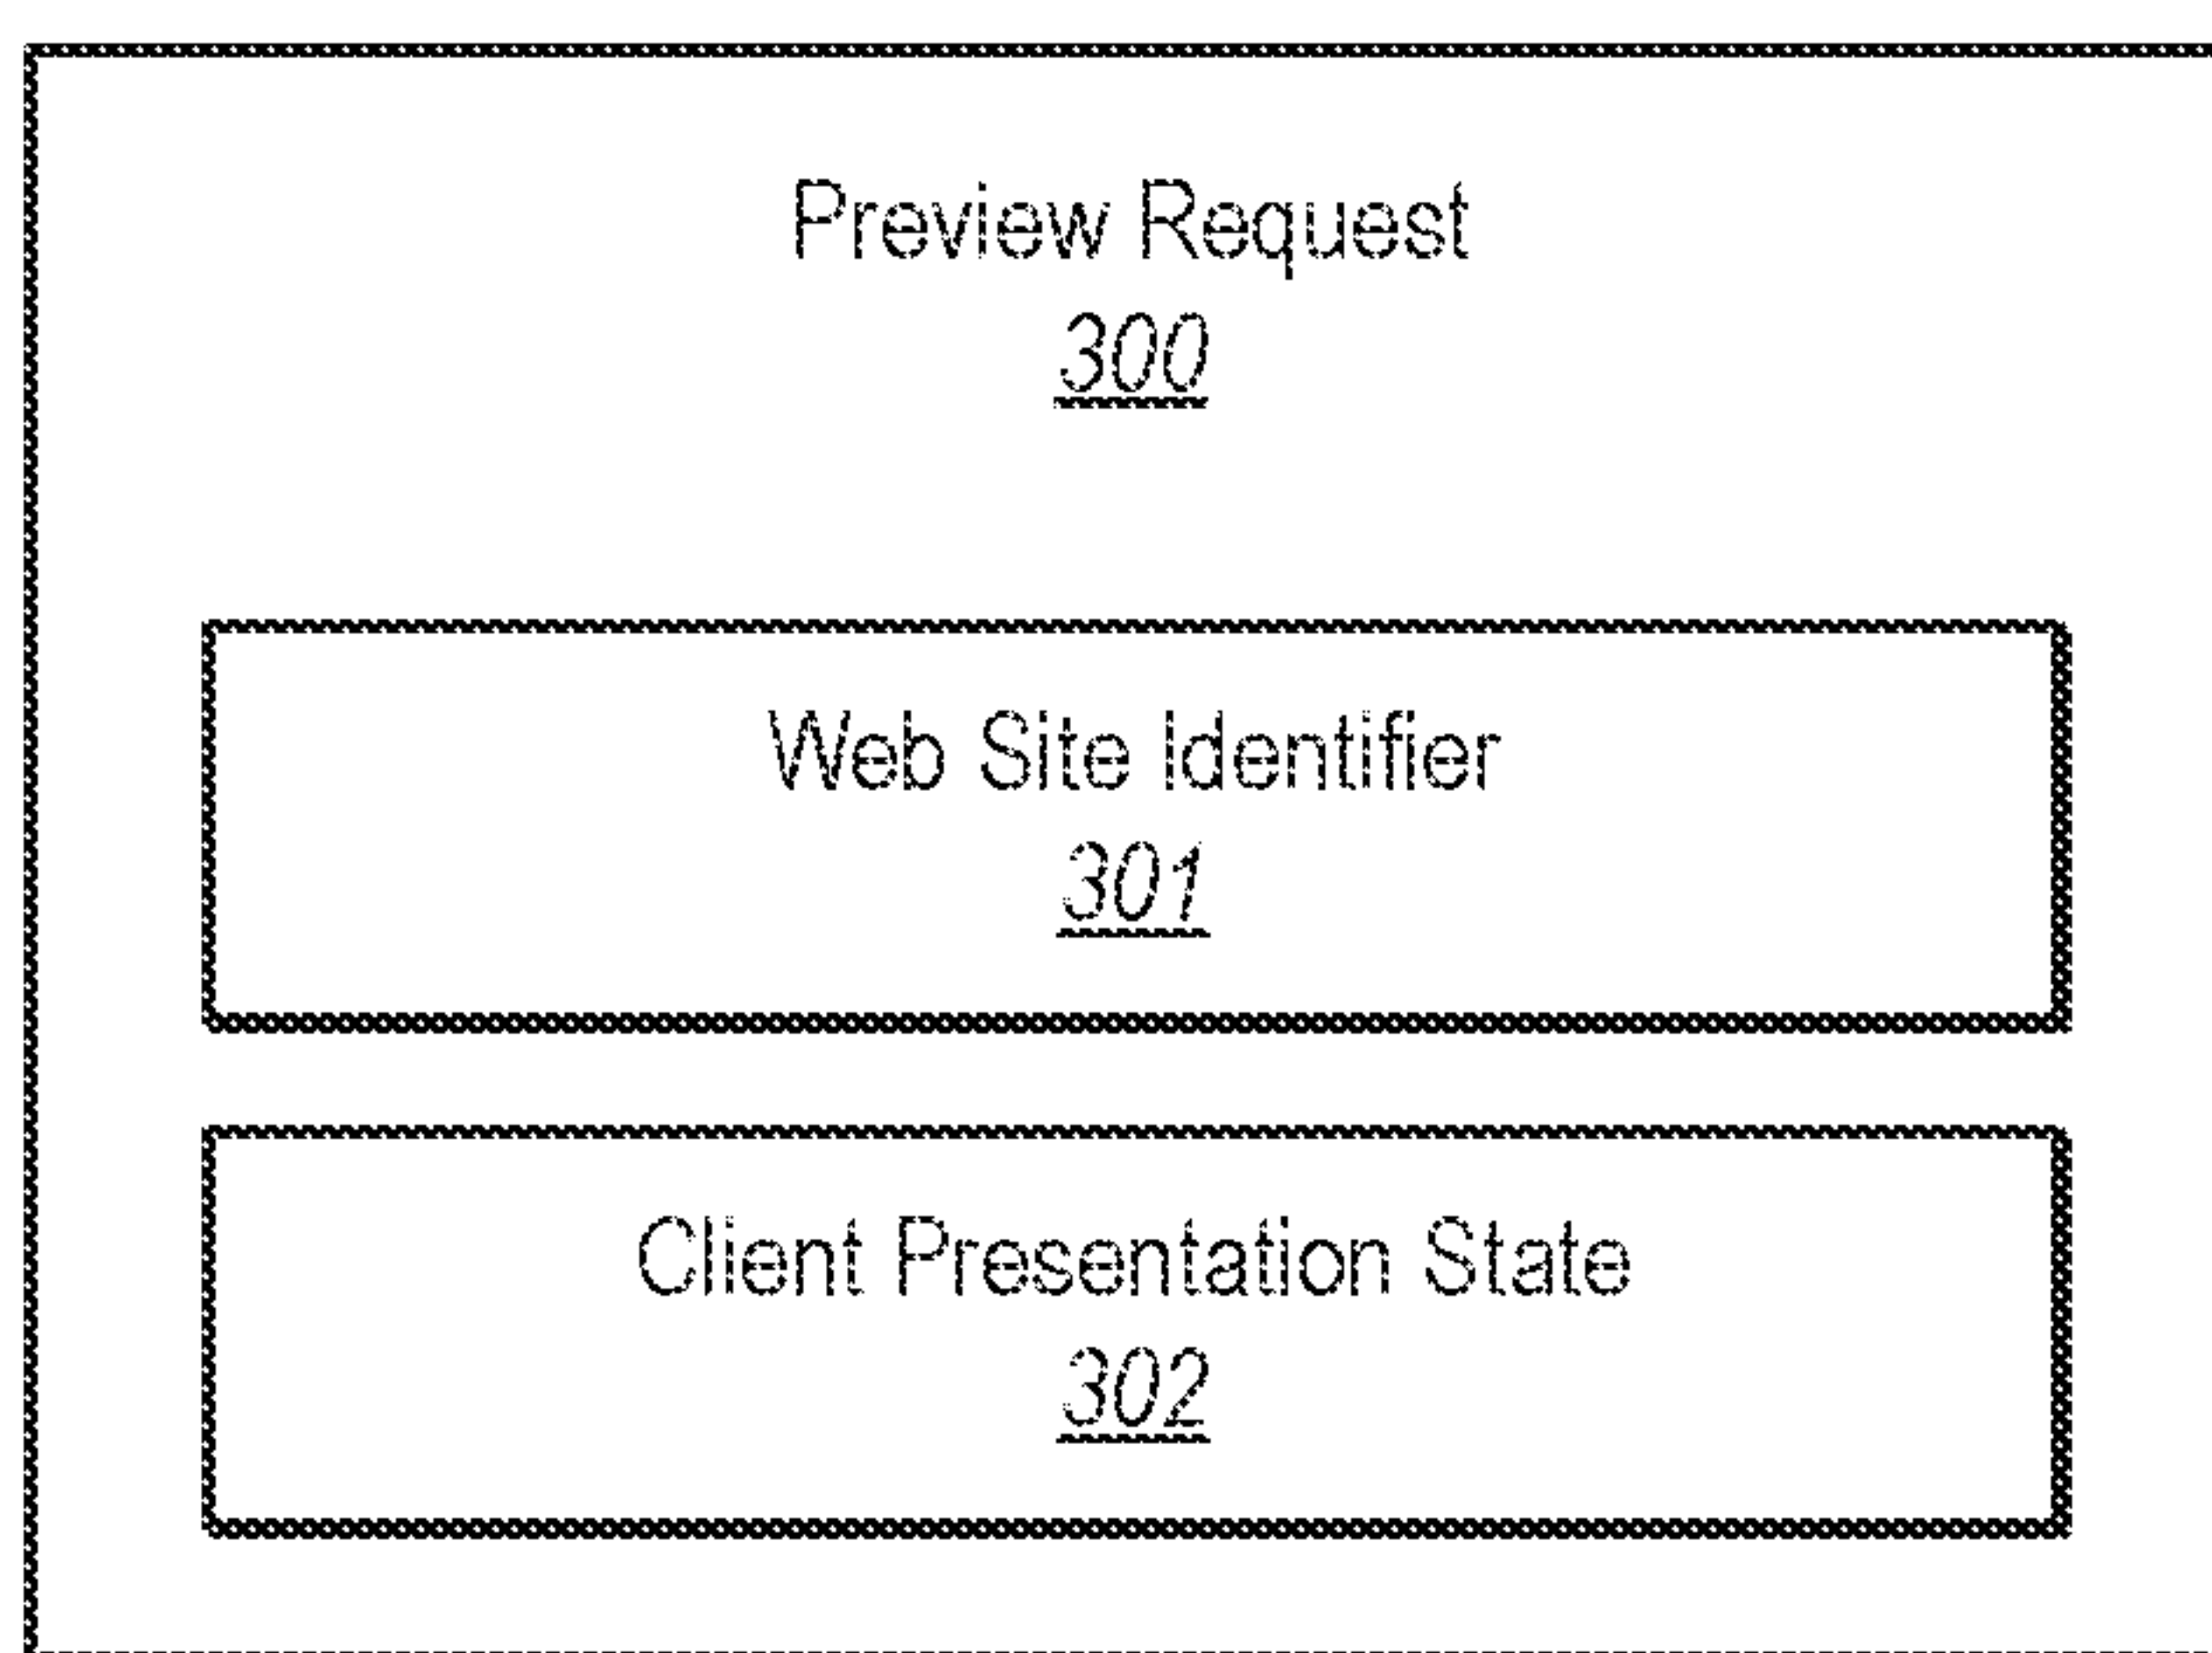 Preview Request
300
Web Site Identifier
301
Client Presentation State
302